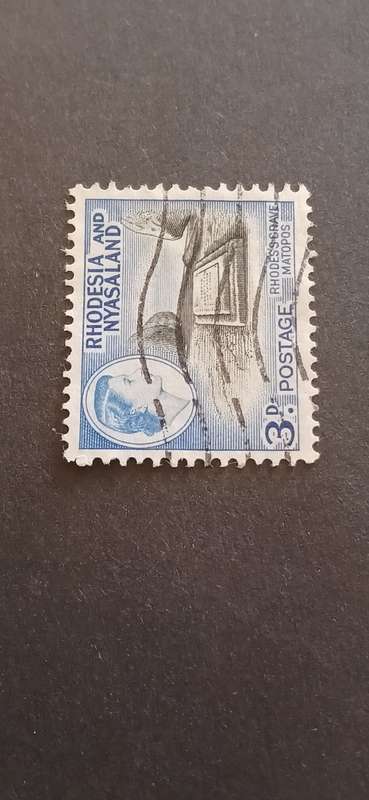 RHODESIA AND
NYASALAND
RHODES'S GRAVE
MATOPOS
3D. POSTAGE